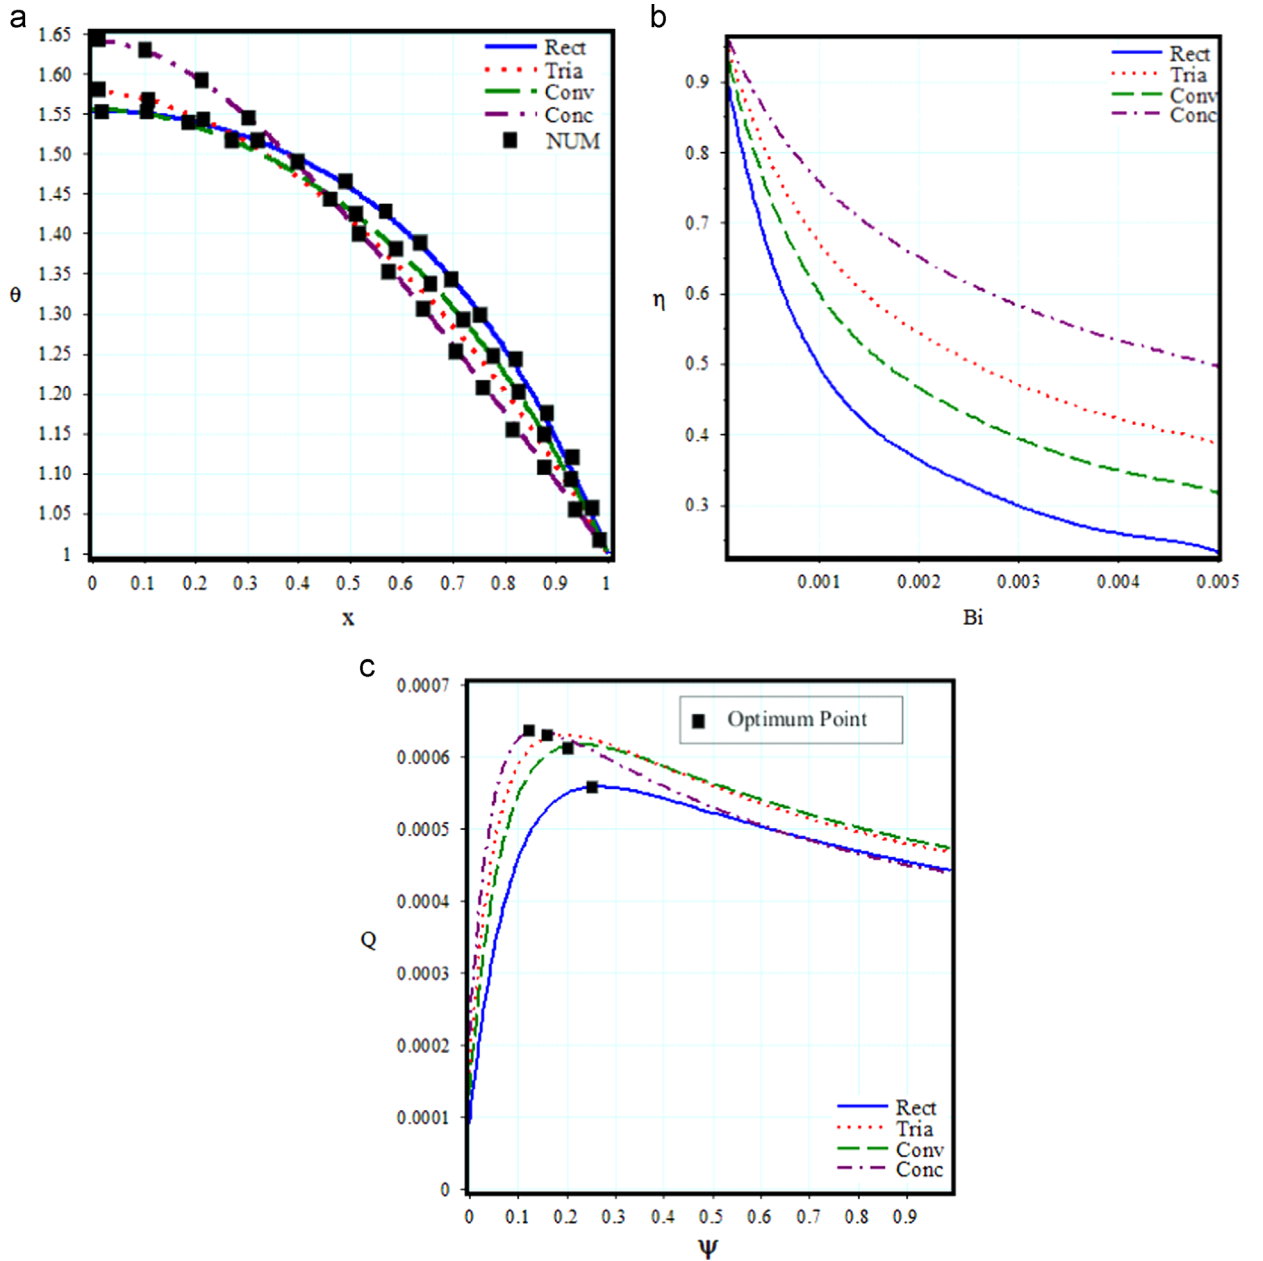 a
1.65
1.60
1.55
1.50
1.45
1.40
1.35
1.30
1.25
1.20
1.15
1.10
1.05
1
θ
Rect
Tria
Conv
Conc
NUM
0 0.1 0.2 0.3 0.4 0.5 0.6 0.7 0.8 0.9 1
x
b
0.9
0.8
0.7
0.6
0.5
0.4
0.3
η
Rect
Tria
Conv
Conc
0.001 0.002 0.003 0.004 0.005
Bi
c
0.0007
0.0006
0.0005
0.0004
0.0003
0.0002
0.0001
0
Q
Optimum Point
Rect
Tria
Conv
Conc
0 0.1 0.2 0.3 0.4 0.5 0.6 0.7 0.8 0.9
ψ